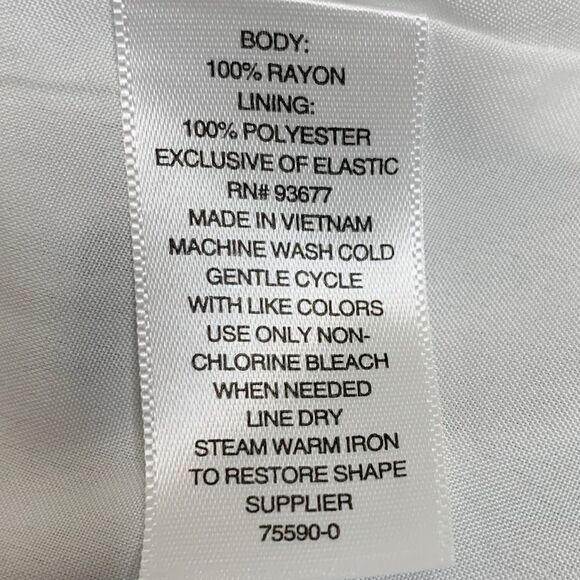 BODY:
100% RAYON
LINING:
100% POLYESTER
EXCLUSIVE OF ELASTIC
RN# 93677
MADE IN VIETNAM
MACHINE WASH COLD
GENTLE CYCLE
WITH LIKE COLORS
USE ONLY NON-
CHLORINE BLEACH
WHEN NEEDED
LINE DRY
STEAM WARM IRON
TO RESTORE SHAPE
SUPPLIER
75590-0